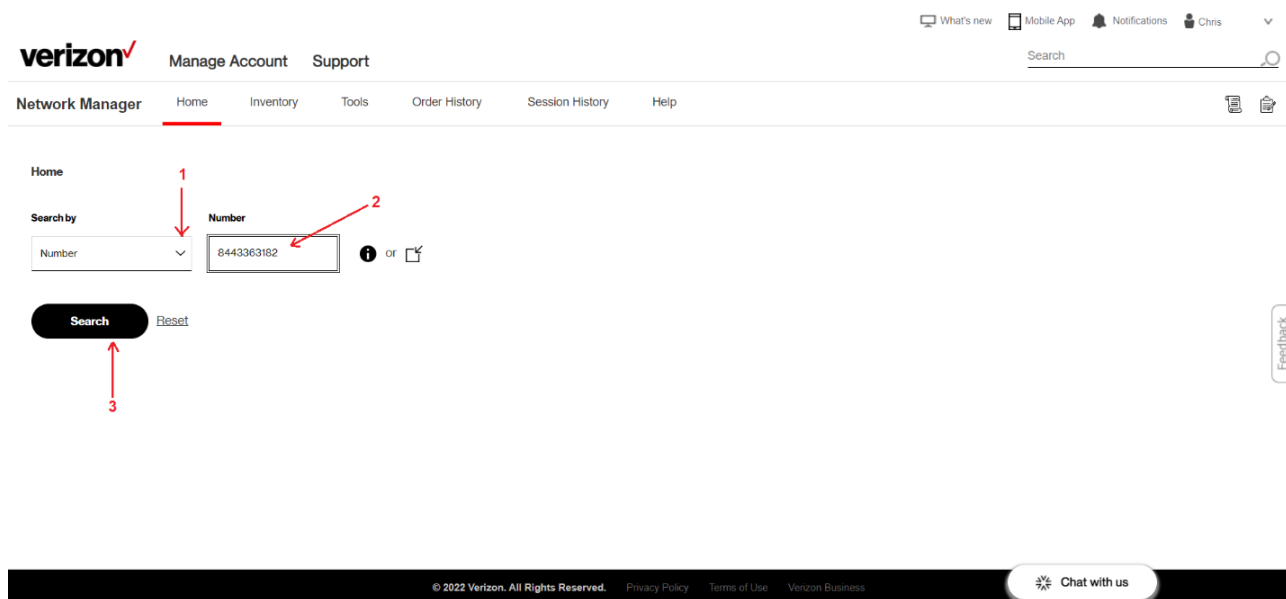 What's new Mobile App Notifications Chris
verizon Manage Account Support Search
Network Manager Home Inventory Tools Order History Session History Help
Home 1
2
Search by Number
Number 8443363182 or
Search Reset
Feedback
3
© 2022 Verizon. All Rights Reserved. Privacy Policy Terms of Use Verizon Business Chat with us